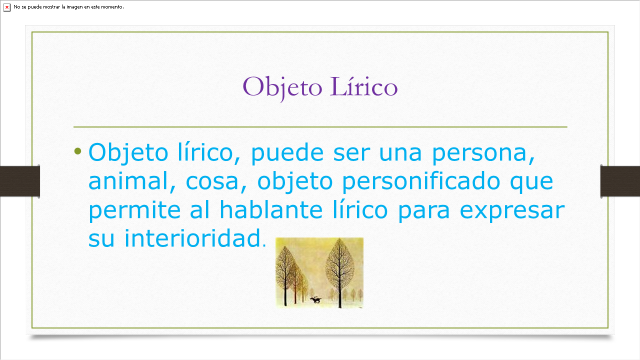 No se puede mostrar la imagen en este momento.
Objeto Lírico
• Objeto lírico, puede ser una persona,
animal, cosa, objeto personificado que
permite al hablante lírico para expresar
su interioridad.